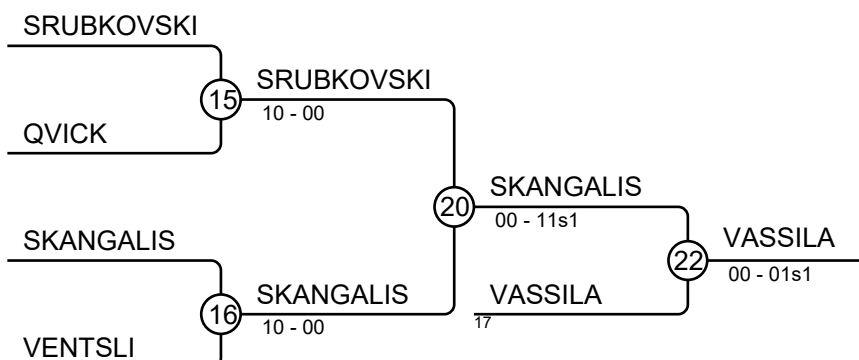 SRUBKOVSKI
15
SRUBKOVSKI
10 - 00
QVICK
20
SKANGALIS
00 - 11s1
SKANGALIS
16
SKANGALIS
10 - 00
VENTSLI
VASSILA
17
22
VASSILA
00 - 01s1